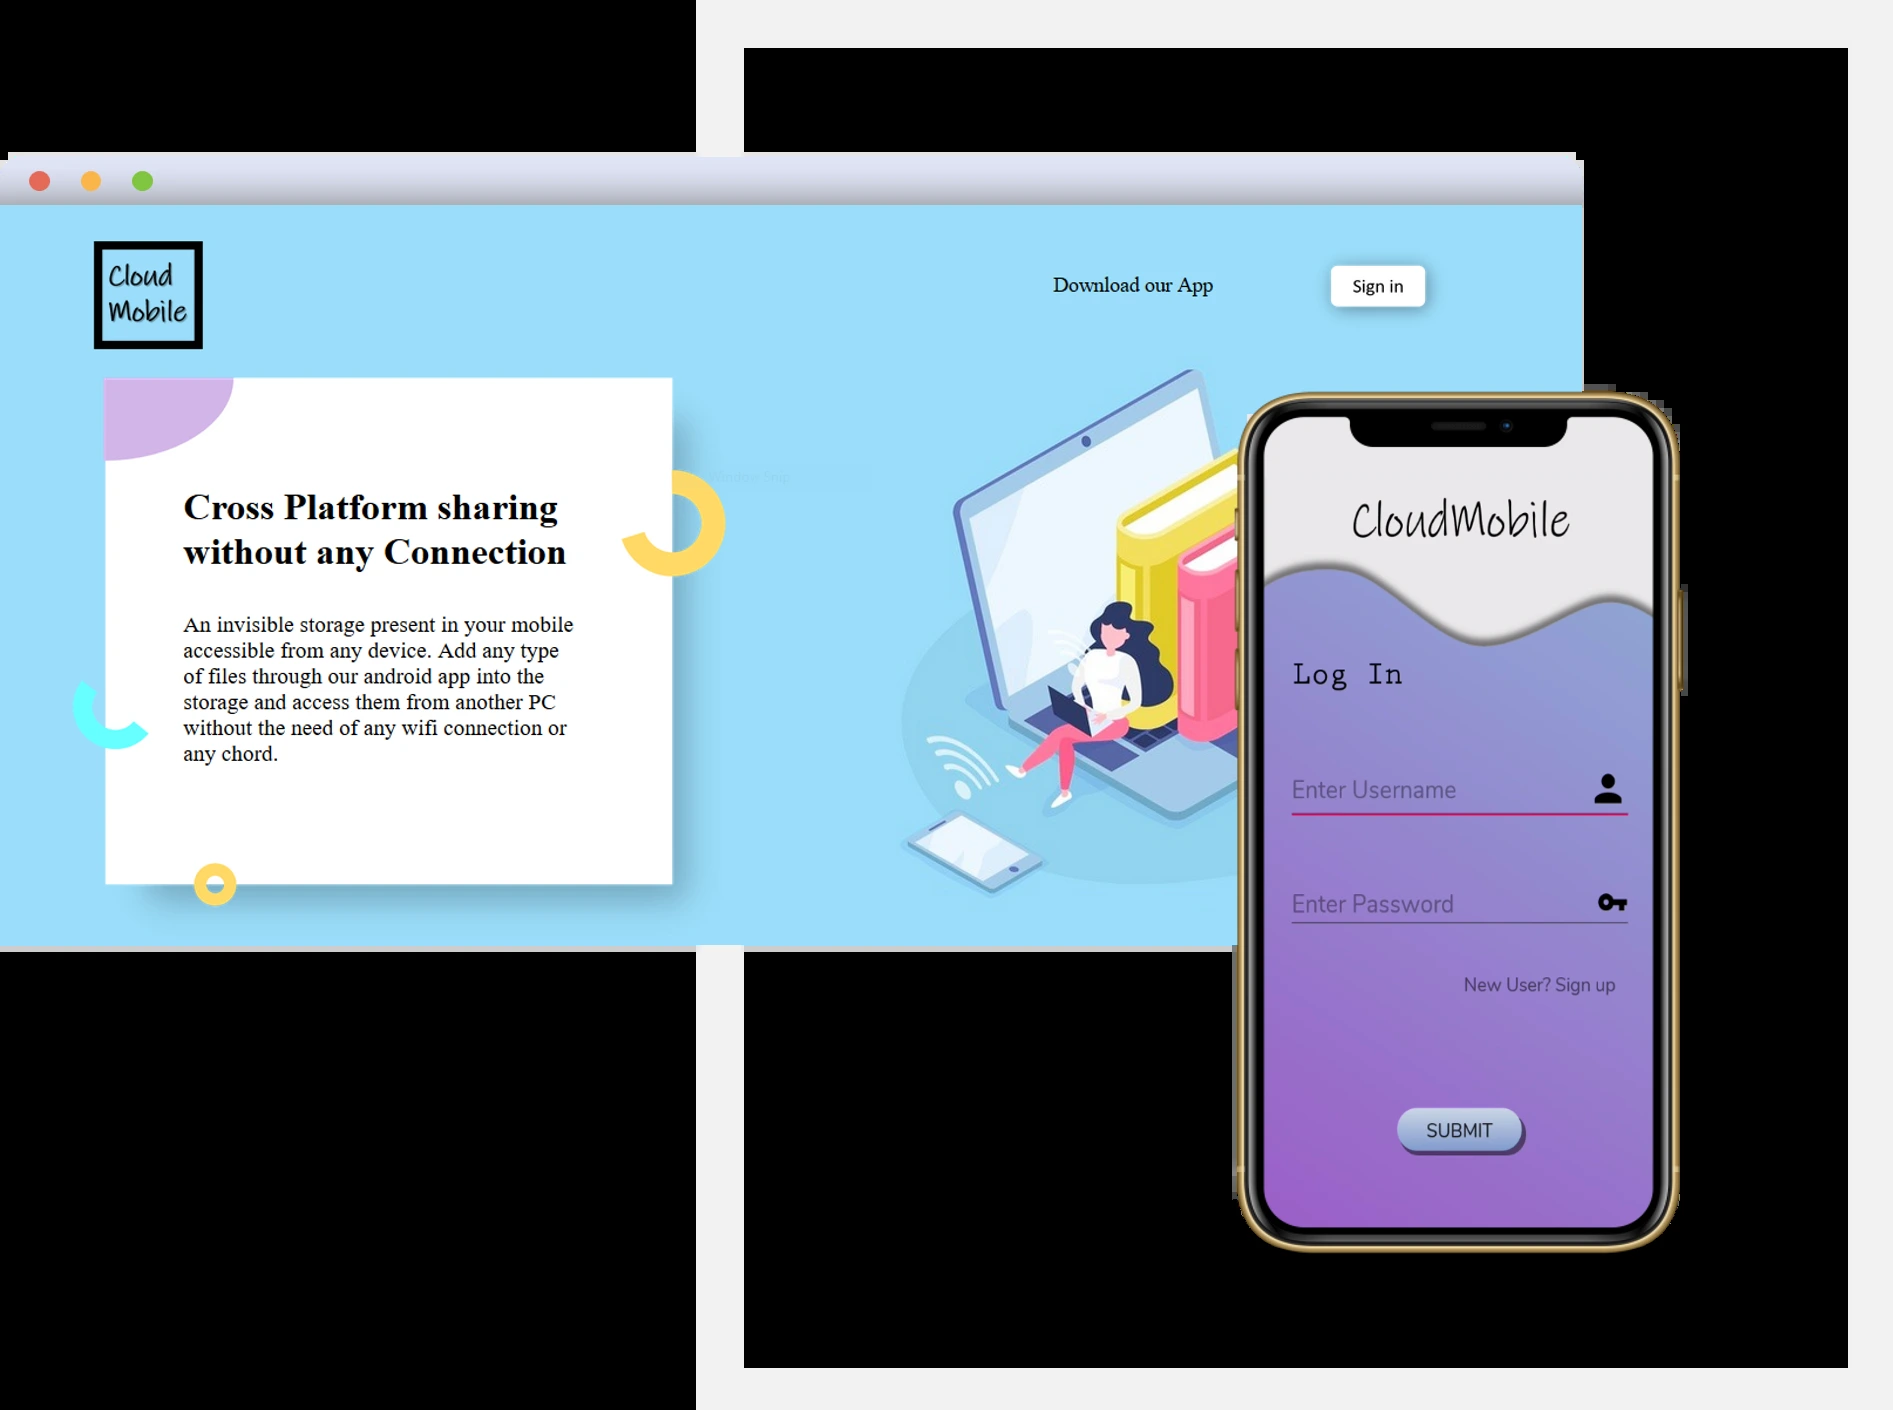 Cloud
Mobile
Download our App
Sign in
Cross Platform sharing
without any Connection
An invisible storage present in your mobile
accessible from any device. Add any type
of files through our android app into the
storage and access them from another PC
without the need of any wifi connection or
any chord.
CloudMobile
Log In
Enter Username
Enter Password
New User? Sign up
SUBMIT